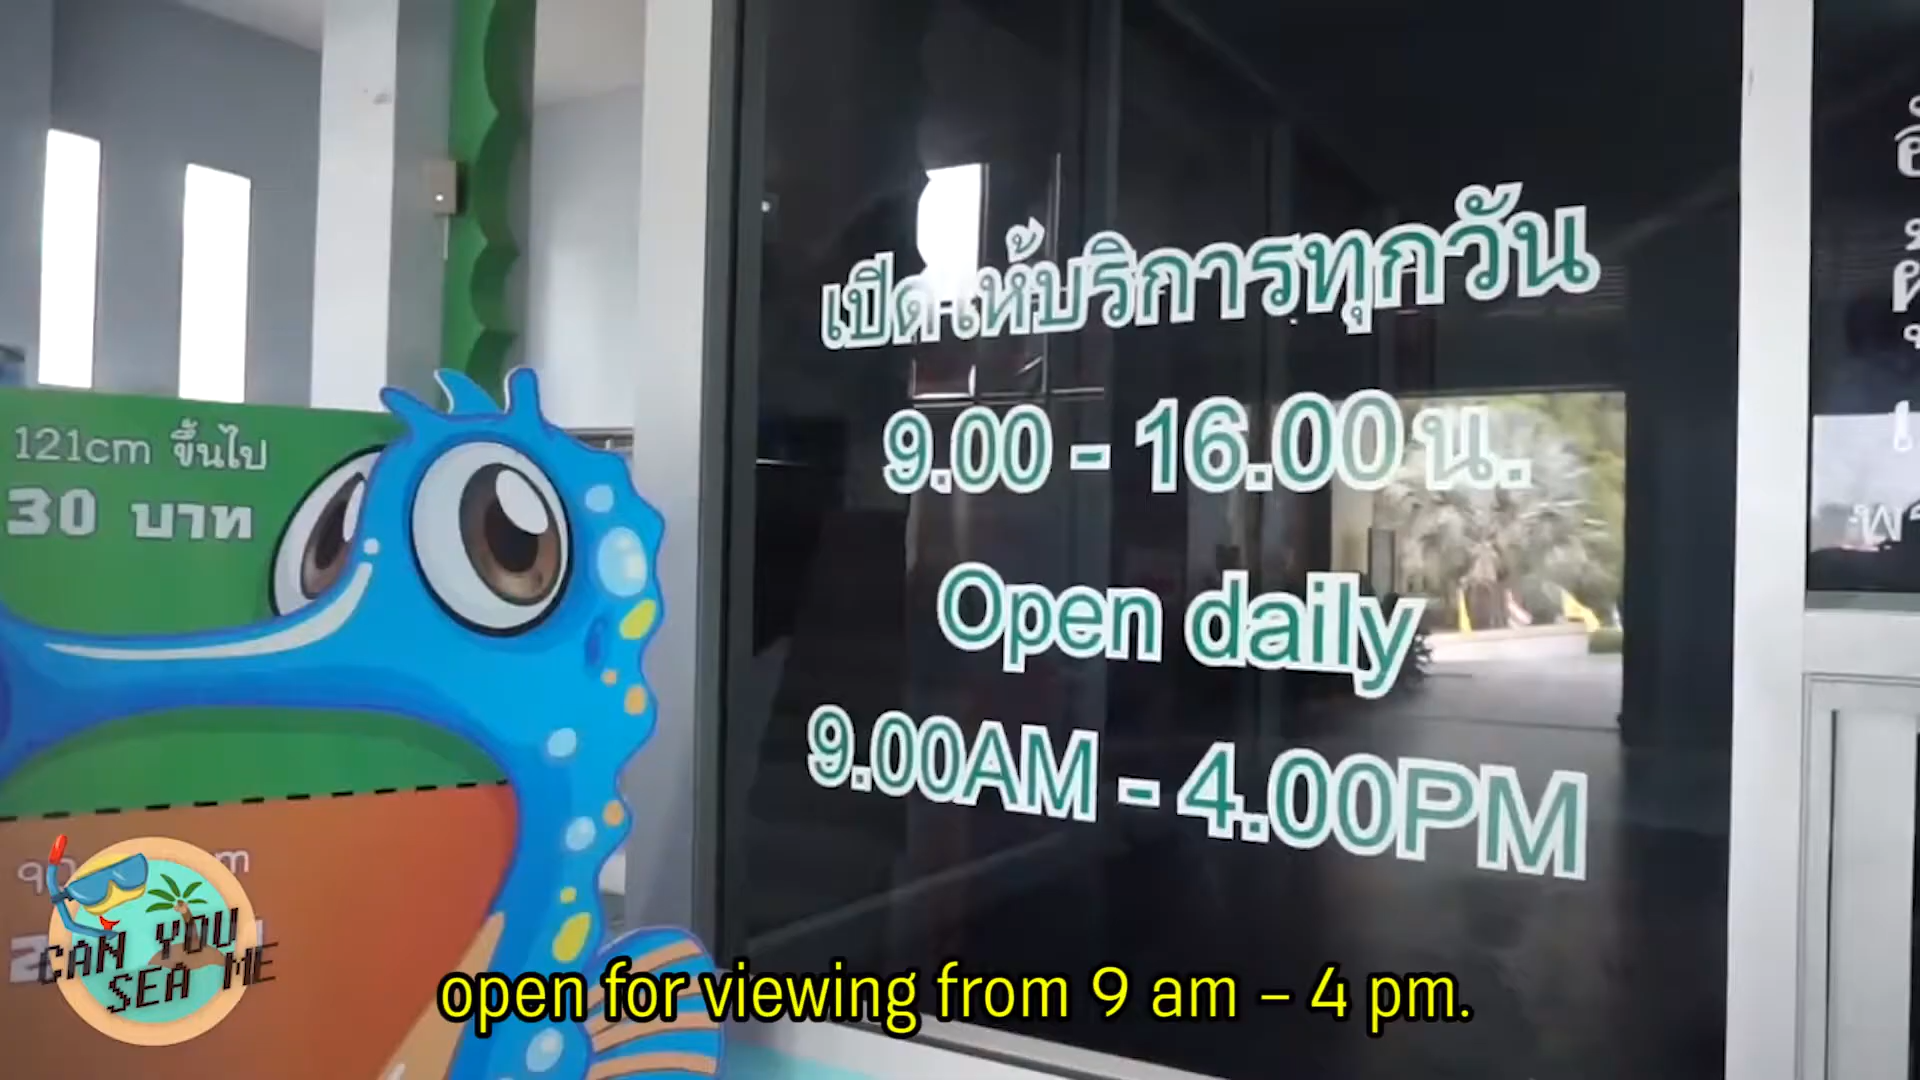 121cm ขึ้นไป
30 บาท
เปิดให้บริการทุกวัน
9.00 - 16.00 น.
Open daily
9.00AM - 4.00PM
CAN YOU
SEA ME
open for viewing from 9 am – 4 pm.